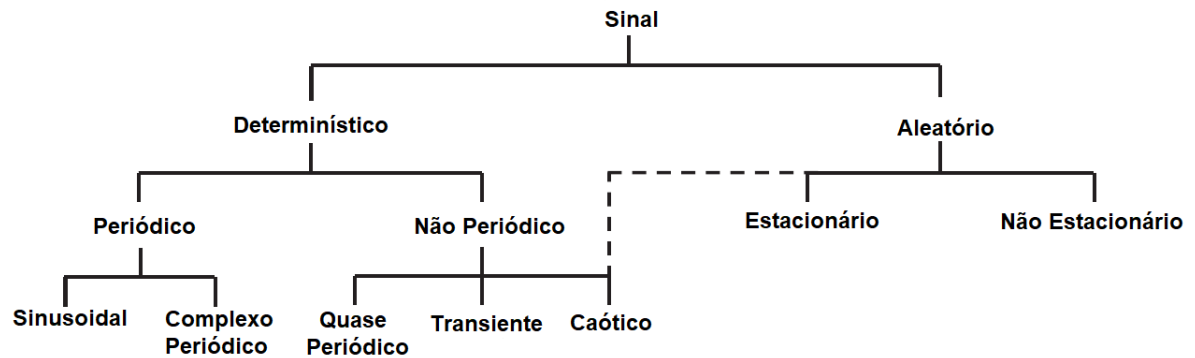 Sinal
Determinístico
Aleatório
Periódico
Não Periódico
Estacionário
Não Estacionário
Sinusoidal
Complexo
Periódico
Quase
Periódico
Transiente
Caótico